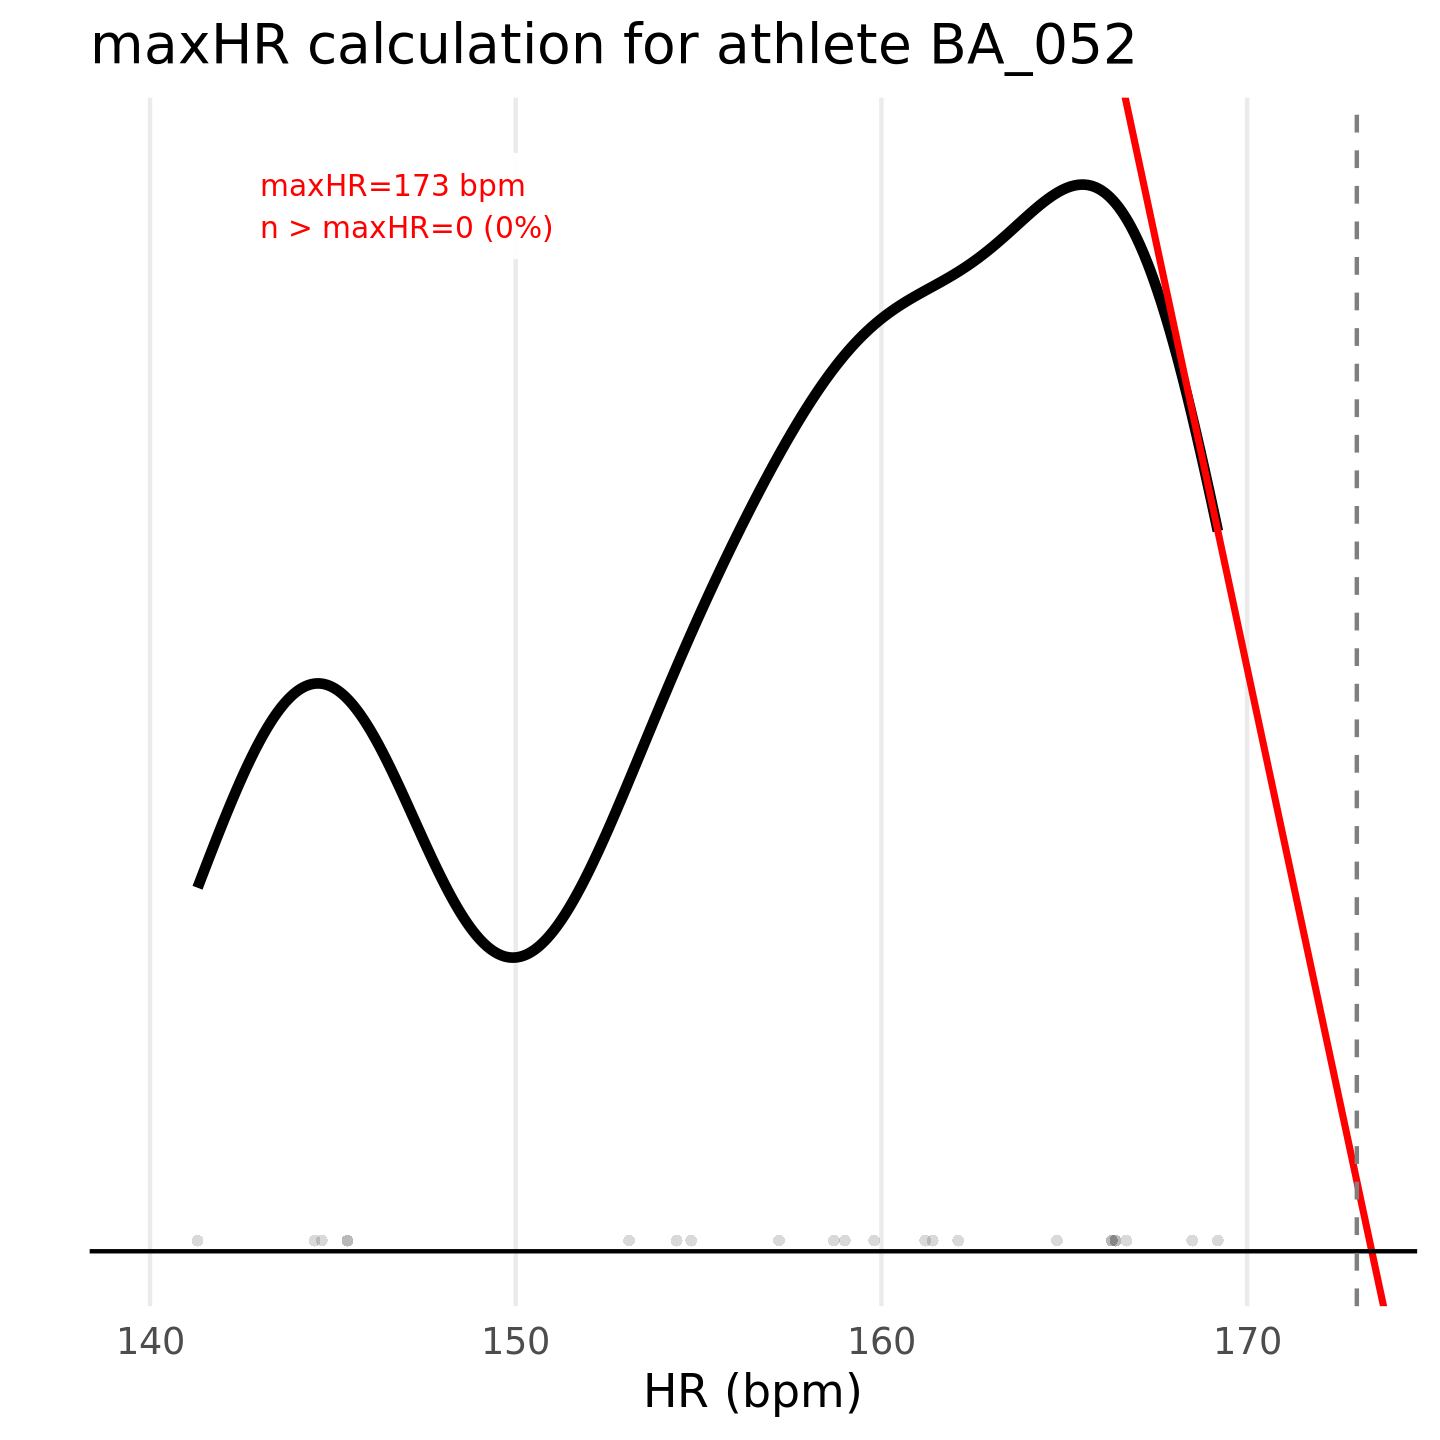 maxHR calculation for athlete BA_052
maxHR=173 bpm
n > maxHR=0 (0%)
140 150 160 170
HR (bpm)